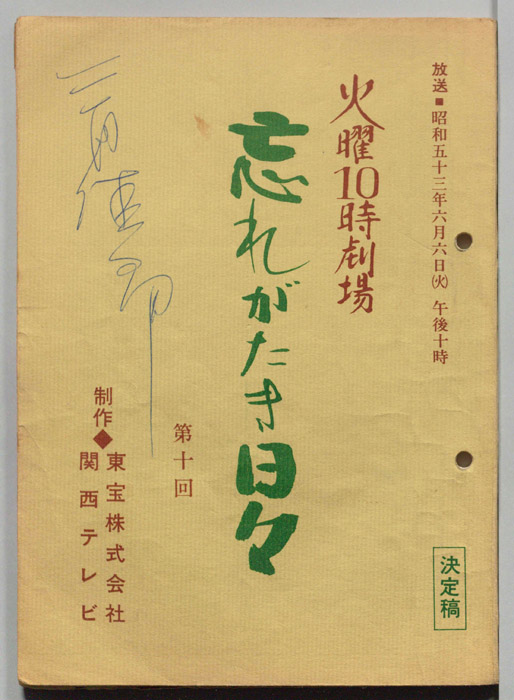 放送■昭和五十三年六月六日㈫ 午後十時
火曜10時劇場
忘れがたき日々
第十回
制作◆東宝株式会社
関西テレビ
決定稿